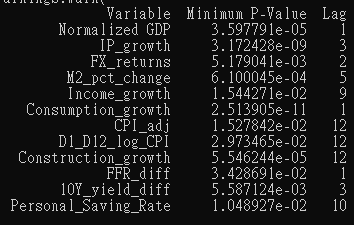 Variable Minimum P-Value Lag
Normalized GDP 3.597791e-05 1
IP_growth 3.172428e-09 3
FX_returns 5.179041e-03 2
M2_pct_change 6.100045e-04 5
Income_growth 1.544271e-02 9
Consumption_growth 2.513905e-11 1
CPI_adj 1.527842e-02 12
D1_D12_log_CPI 2.973465e-02 12
Construction_growth 5.546244e-05 12
FFR_diff 3.428691e-02 1
10Y_yield_diff 5.587124e-03 3
Personal_Saving_Rate 1.048927e-02 10